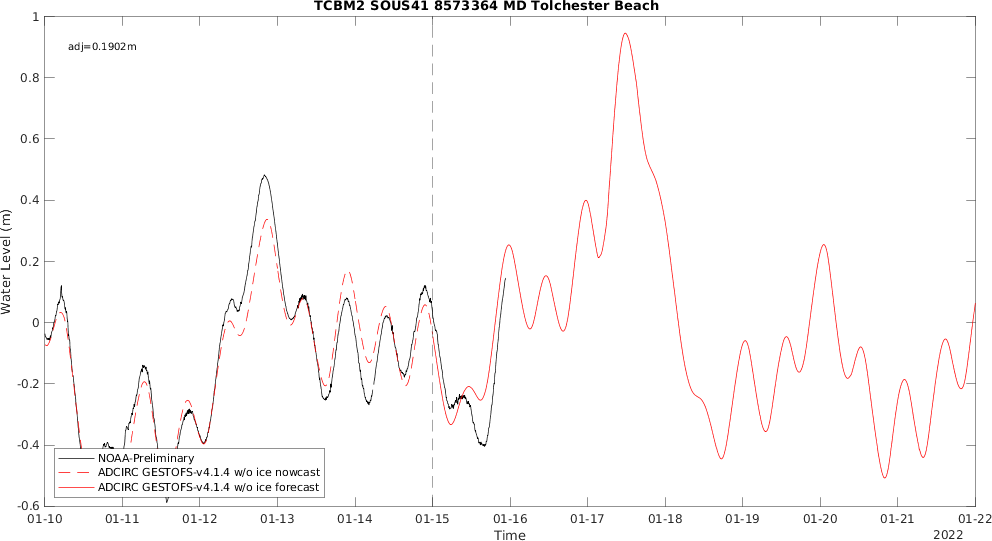 TCBM2 SOUS41 8573364 MD Tolchester Beach
adj=0.1902m
Water Level (m)
1
0.8
0.6
0.4
0.2
0
-0.2
-0.4
-0.6
NOAA-Preliminary
ADCIRC GESTOFS-v4.1.4 w/o ice nowcast
ADCIRC GESTOFS-v4.1.4 w/o ice forecast
01-10 01-11 01-12 01-13 01-14 01-15 01-16 01-17 01-18 01-19 01-20 01-21 01-22
Time
2022